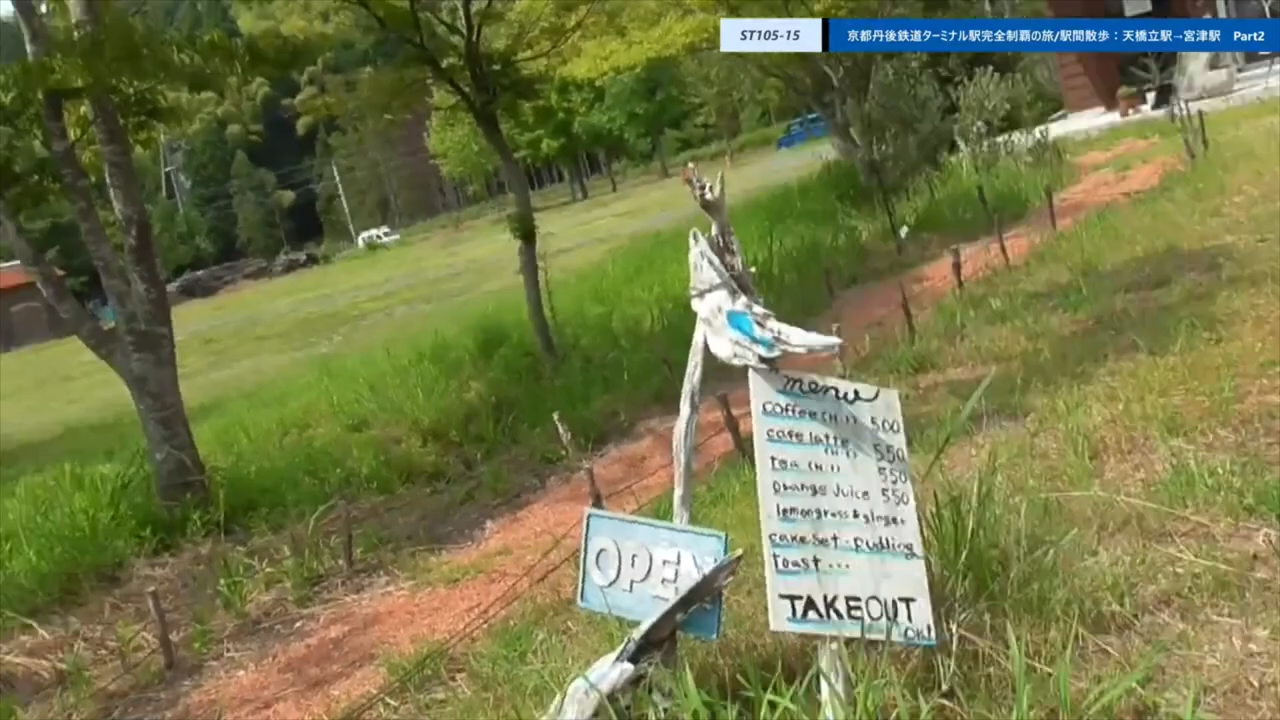 ST105-15
京都丹後鉄道ターミナル駅完全制覇の旅/駅間散歩：天橋立駅→宮津駅 Part2
menu
coffee (H・I) 500
cafe latte 550
(H・I)
tea (H・I) 550
Orange Juice 550
lemongrass & ginger
cake set・pudding
toast...
TAKEOUT
OK!
OPEN